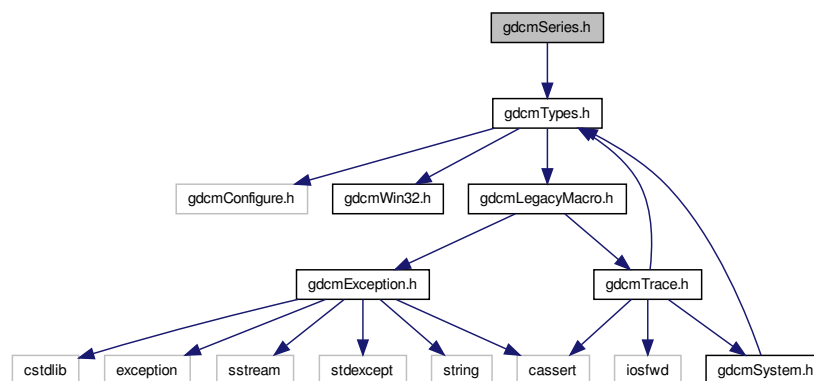 gdcmSeries.h
gdcmTypes.h
gdcmConfigure.h
gdcmWin32.h
gdcmLegacyMacro.h
gdcmException.h
gdcmTrace.h
cstdlib
exception
sstream
stdexcept
string
cassert
iosfwd
gdcmSystem.h